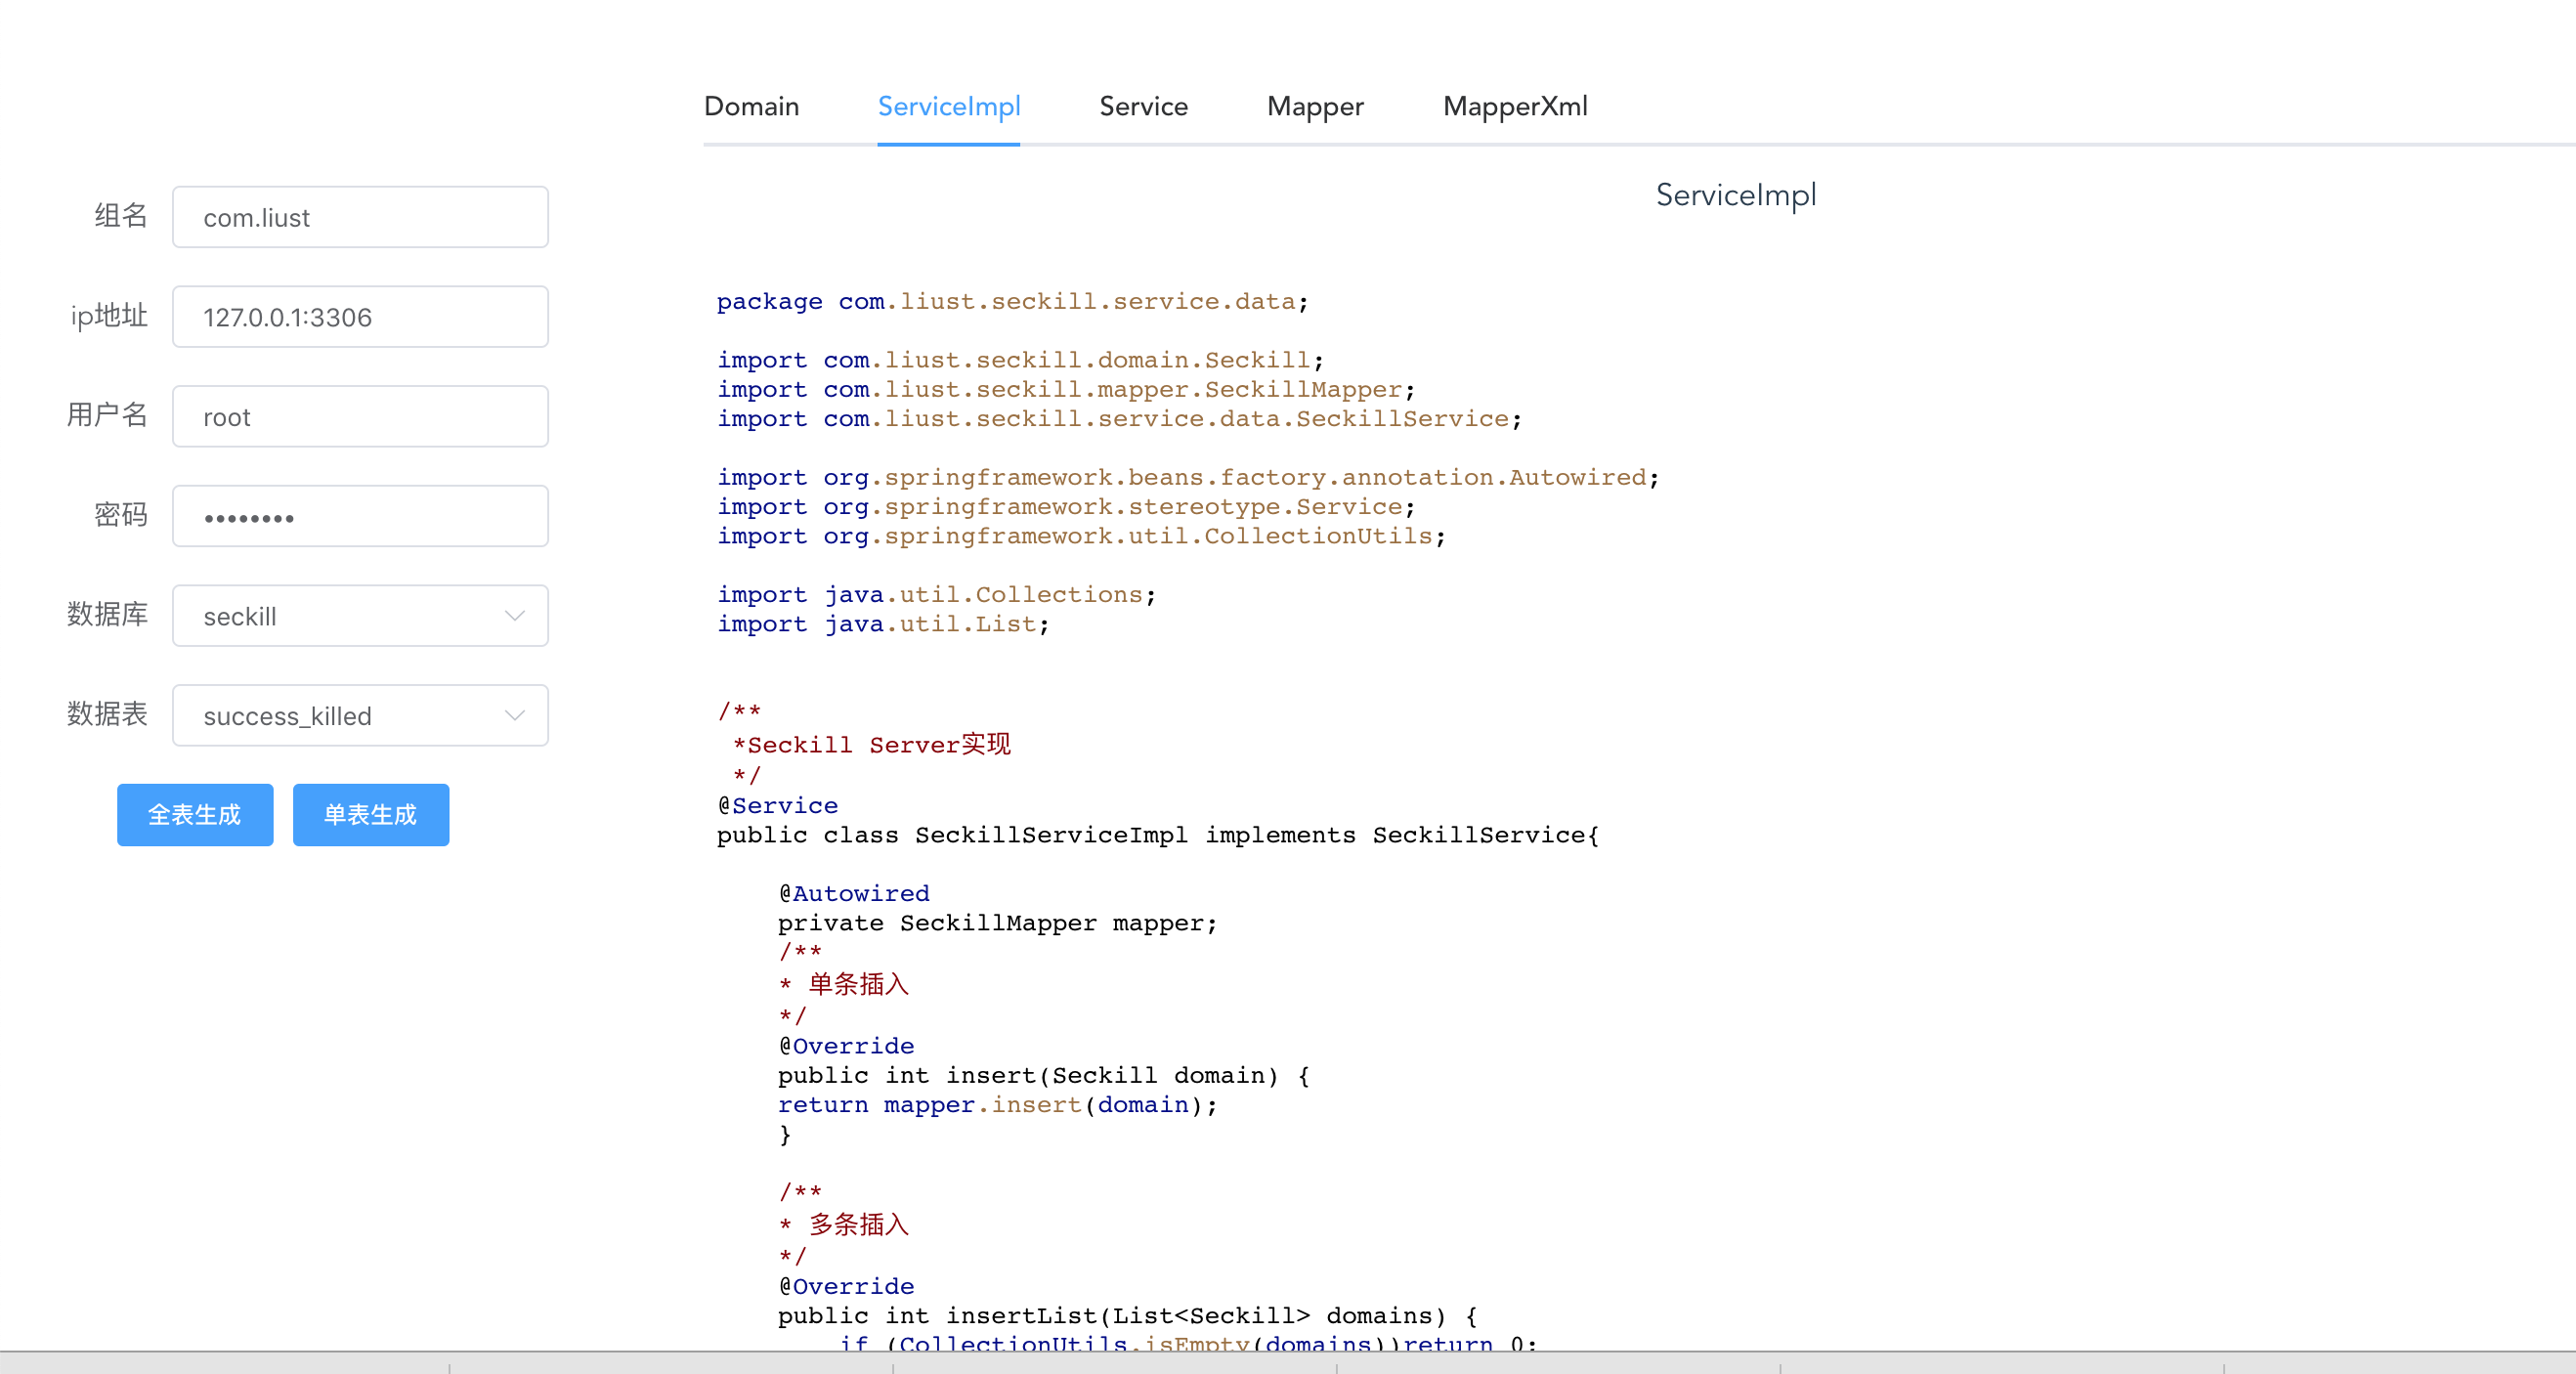 Domain ServiceImpl Service Mapper MapperXml
组名 com.liust
ip地址 127.0.0.1:3306
用户名 root
密码 ••••••••
数据库 seckill
数据表 success_killed
全表生成 单表生成
ServiceImpl
package com.liust.seckill.service.data;
import com.liust.seckill.domain.Seckill;
import com.liust.seckill.mapper.SeckillMapper;
import com.liust.seckill.service.data.SeckillService;
import org.springframework.beans.factory.annotation.Autowired;
import org.springframework.stereotype.Service;
import org.springframework.util.CollectionUtils;
import java.util.Collections;
import java.util.List;
/**
*Seckill Server实现
*/
@Service
public class SeckillServiceImpl implements SeckillService{
@Autowired
private SeckillMapper mapper;
/**
* 单条插入
*/
@Override
public int insert(Seckill domain) {
return mapper.insert(domain);
}
/**
* 多条插入
*/
@Override
public int insertList(List<Seckill> domains) {
if (CollectionUtils.isEmpty(domains))return 0;